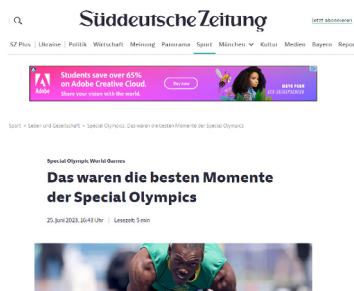 Süddeutsche Zeitung
Jetzt abonnieren
SZ Plus Ukraine Politik Wirtschaft Meinung Panorama Sport München Kultur Medien Bayern
Students save over 65%
on Adobe Creative Cloud.
Share your vision with the world.
Adobe
Buy now
Sport > Leben und Gesellschaft > Special Olympics: Das waren die besten Momente der Special Olympics
Special Olympic World Games
Das waren die besten Momente
der Special Olympics
25. Juni 2023, 16:43 Uhr | Lesezeit: 5 min